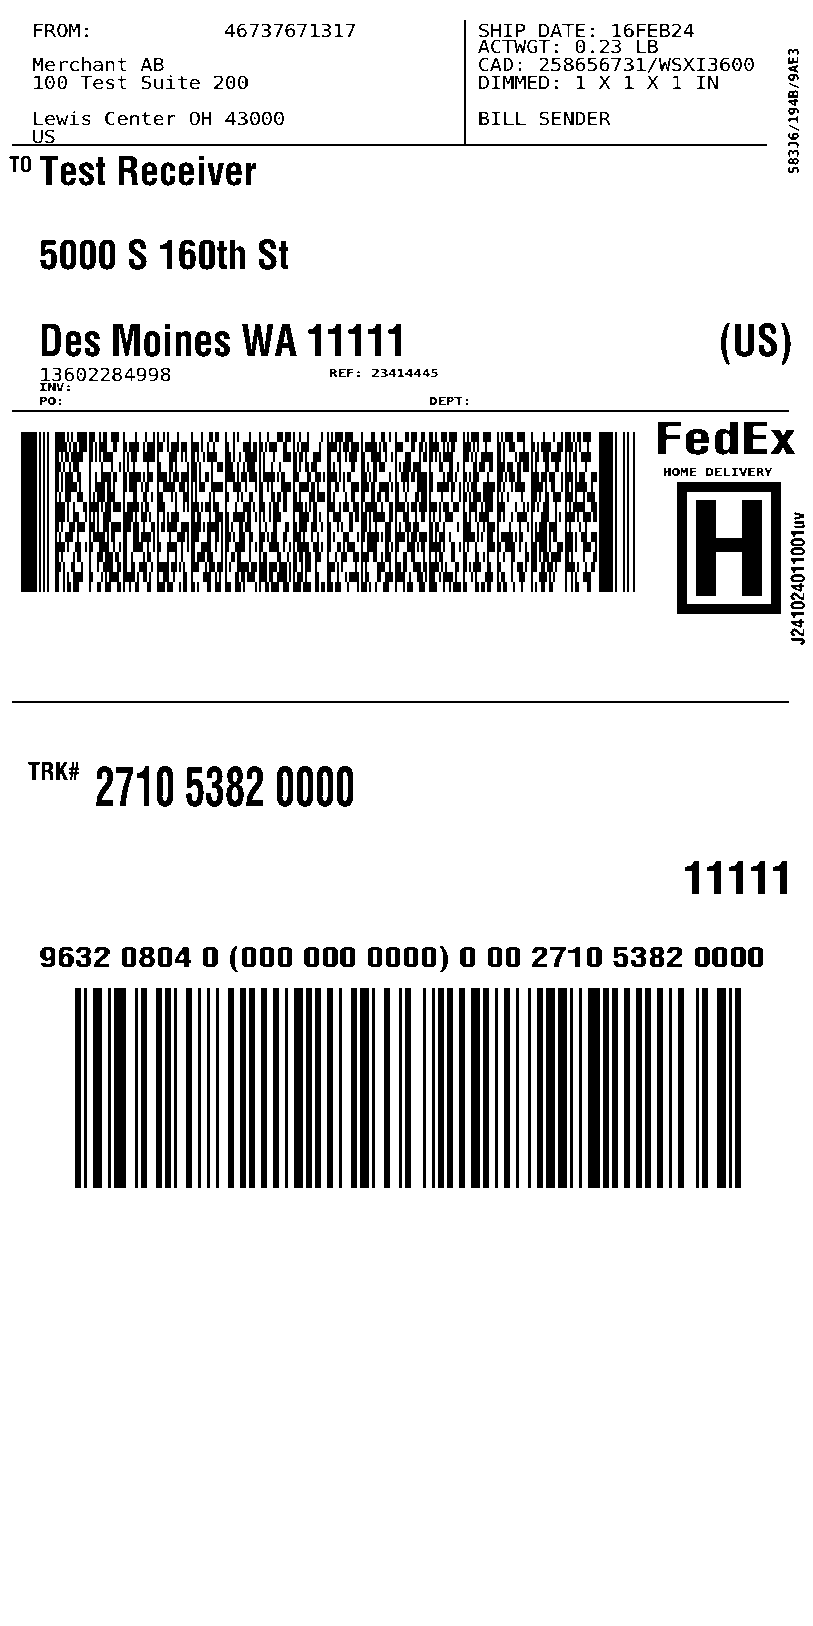 FROM: 46737671317
Merchant AB
100 Test Suite 200
Lewis Center OH 43000
US
SHIP DATE: 16FEB24
ACTWGT: 0.23 LB
CAD: 258656731/WSXI3600
DIMMED: 1 X 1 X 1 IN
BILL SENDER
583J6/194B/9AE3
TO Test Receiver
5000 S 160th St
Des Moines WA 11111 (US)
13602284998 REF: 23414445
INV:
PO: DEPT:
FedEx
HOME DELIVERY
H
J241024011001uv
TRK# 2710 5382 0000
11111
9632 0804 0 (000 000 0000) 0 00 2710 5382 0000